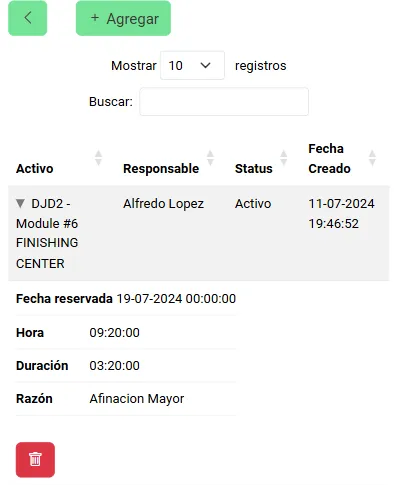 + Agregar
Mostrar 10 registros
Buscar:
Activo Responsable Status Fecha Creado
▼ DJD2 - Alfredo Lopez Activo 11-07-2024
Module #6 19:46:52
FINISHING
CENTER
Fecha reservada 19-07-2024 00:00:00
Hora 09:20:00
Duración 03:20:00
Razón Afinacion Mayor